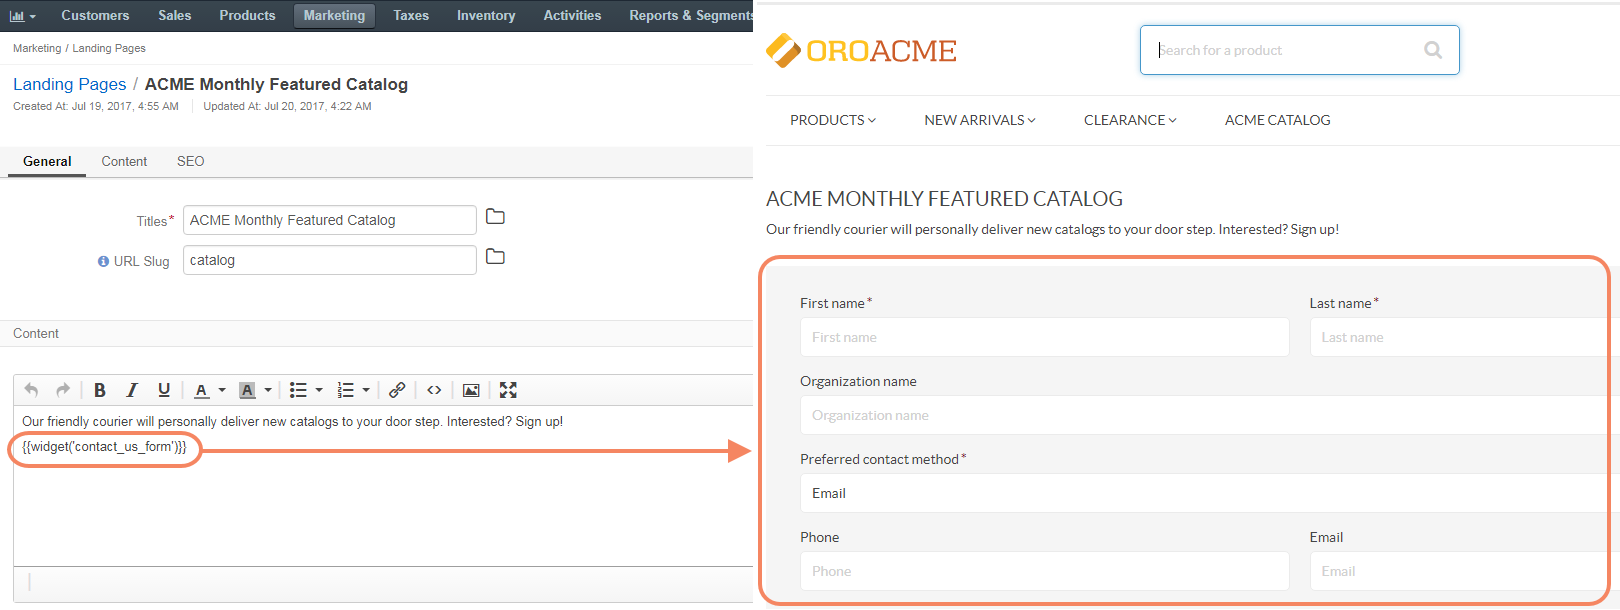 Customers Sales Products Marketing Taxes Inventory Activities Reports & Segments
Marketing / Landing Pages
Landing Pages / ACME Monthly Featured Catalog
Created At: Jul 19, 2017, 4:55 AM Updated At: Jul 20, 2017, 4:22 AM
General Content SEO
Titles* ACME Monthly Featured Catalog
URL Slug catalog
Content
B I U A A
Our friendly courier will personally deliver new catalogs to your door step. Interested? Sign up!
{{widget('contact_us_form')}}
OROACME
Search for a product
PRODUCTS NEW ARRIVALS CLEARANCE ACME CATALOG
ACME MONTHLY FEATURED CATALOG
Our friendly courier will personally deliver new catalogs to your door step. Interested? Sign up!
First name* Last name*
First name Last name
Organization name
Organization name
Preferred contact method*
Email
Phone Email
Phone Email